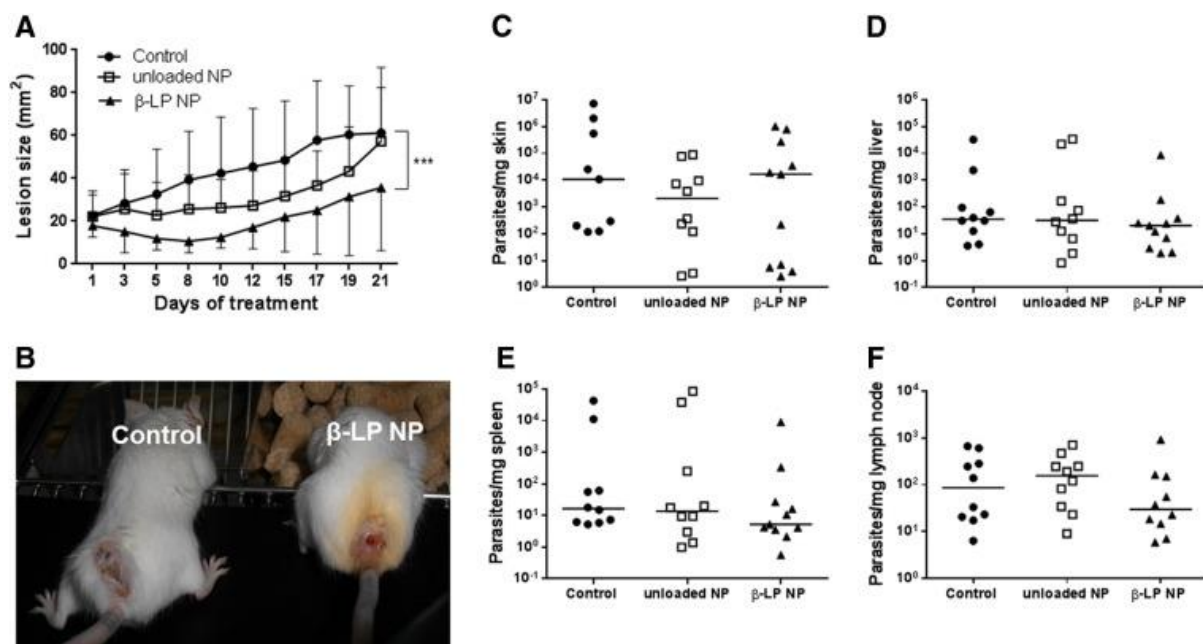 A
Lesion size (mm²)
100
80
60
40
20
0
Control
unloaded NP
β-LP NP
***
1 3 5 8 10 12 15 17 19 21
Days of treatment
B
Control
β-LP NP
C
Parasites/mg skin
10⁷
10⁶
10⁵
10⁴
10³
10²
10¹
10⁰
Control unloaded NP β-LP NP
D
Parasites/mg liver
10⁶
10⁵
10⁴
10³
10²
10¹
10⁰
10⁻¹
Control unloaded NP β-LP NP
E
Parasites/mg spleen
10⁵
10⁴
10³
10²
10¹
10⁰
10⁻¹
Control unloaded NP β-LP NP
F
Parasites/mg lymph node
10⁴
10³
10²
10¹
10⁰
Control unloaded NP β-LP NP